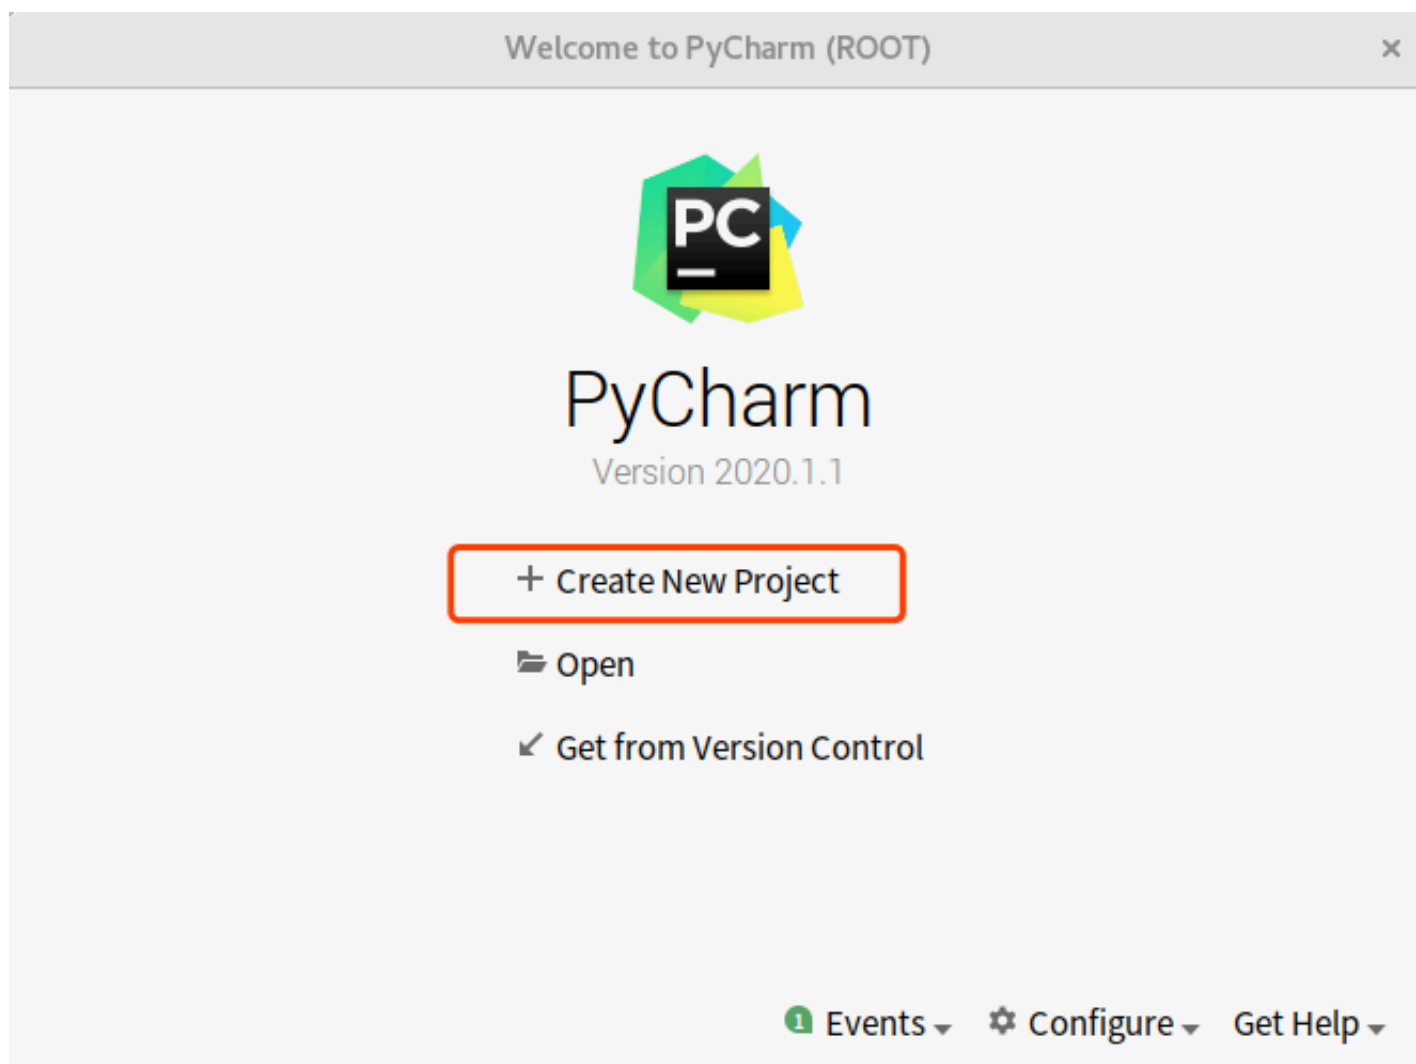 Welcome to PyCharm (ROOT)
PC
PyCharm
Version 2020.1.1
Create New Project
Open
Get from Version Control
1 Events Configure Get Help